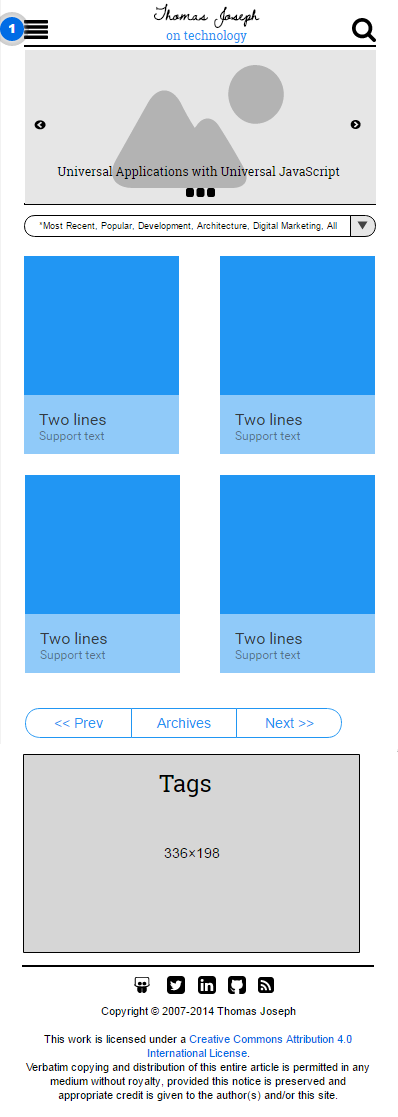 1
Thomas Joseph
on technology
Universal Applications with Universal JavaScript
*Most Recent, Popular, Development, Architecture, Digital Marketing, All
Two lines
Support text
Two lines
Support text
Two lines
Support text
Two lines
Support text
<< Prev
Archives
Next >>
Tags
336×198
in
Copyright © 2007-2014 Thomas Joseph
This work is licensed under a Creative Commons Attribution 4.0
International License.
Verbatim copying and distribution of this entire article is permitted in any
medium without royalty, provided this notice is preserved and
appropriate credit is given to the author(s) and/or this site.